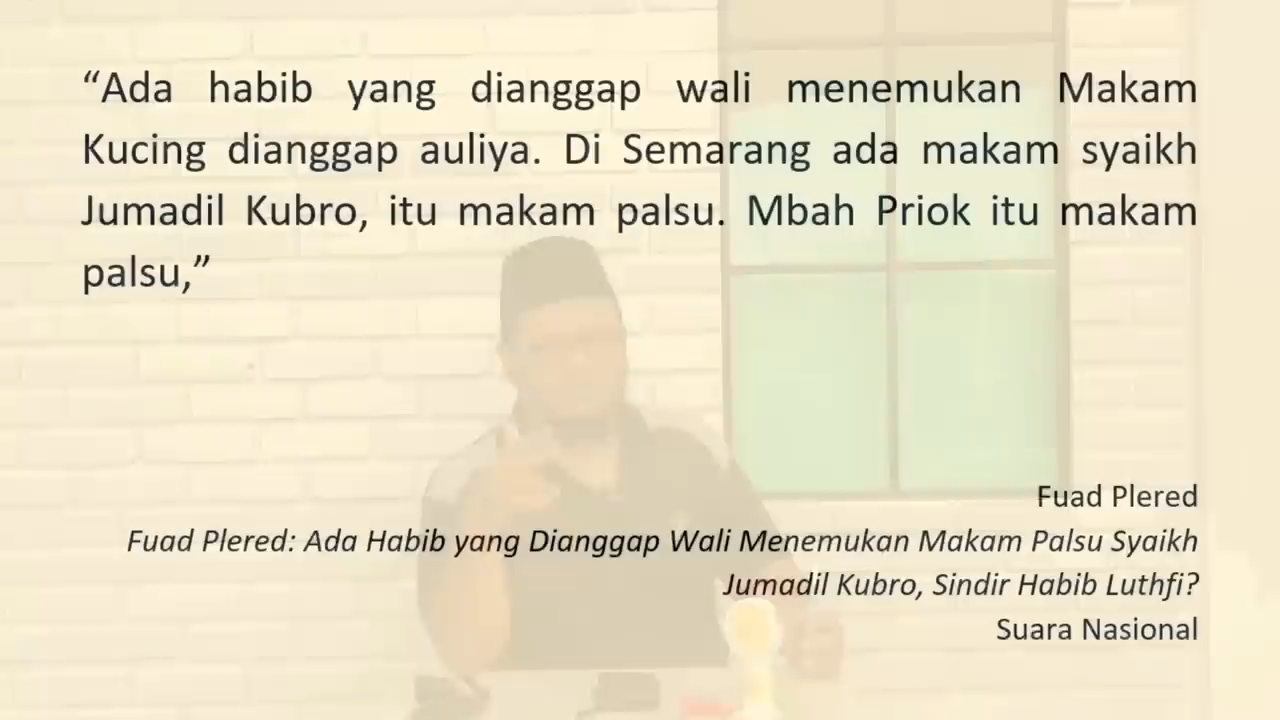 “Ada habib yang dianggap wali menemukan Makam
Kucing dianggap auliya. Di Semarang ada makam syaikh
Jumadil Kubro, itu makam palsu. Mbah Priok itu makam
palsu,”
Fuad Plered
Fuad Plered: Ada Habib yang Dianggap Wali Menemukan Makam Palsu Syaikh
Jumadil Kubro, Sindir Habib Luthfi?
Suara Nasional